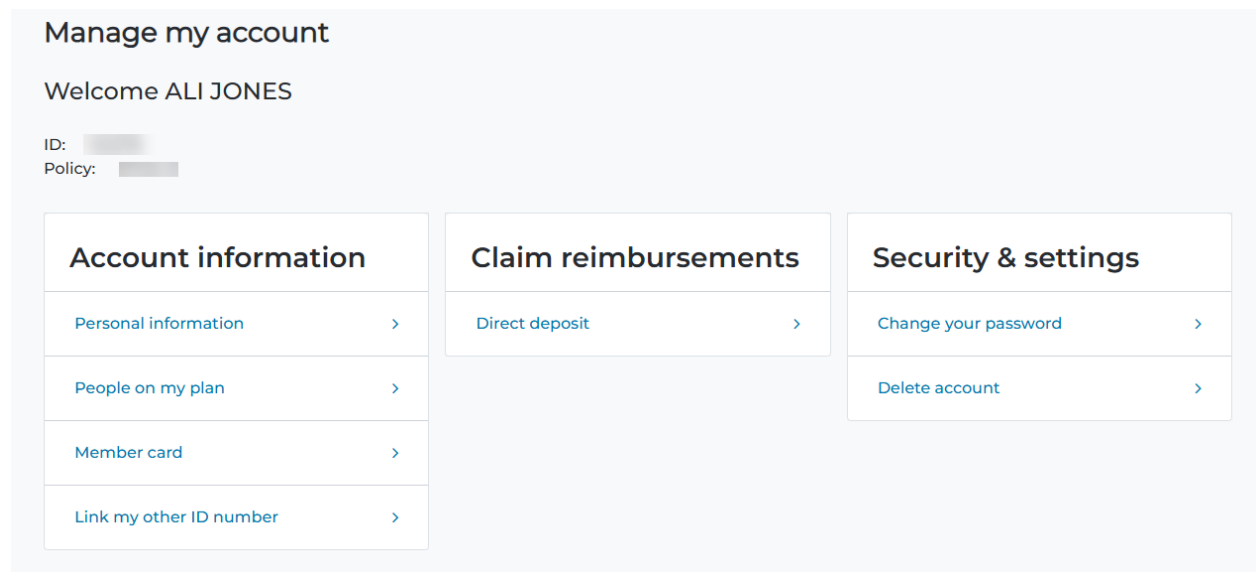 Manage my account
Welcome ALI JONES
ID:
Policy:
Account information
Personal information
People on my plan
Member card
Link my other ID number
Claim reimbursements
Direct deposit
Security & settings
Change your password
Delete account